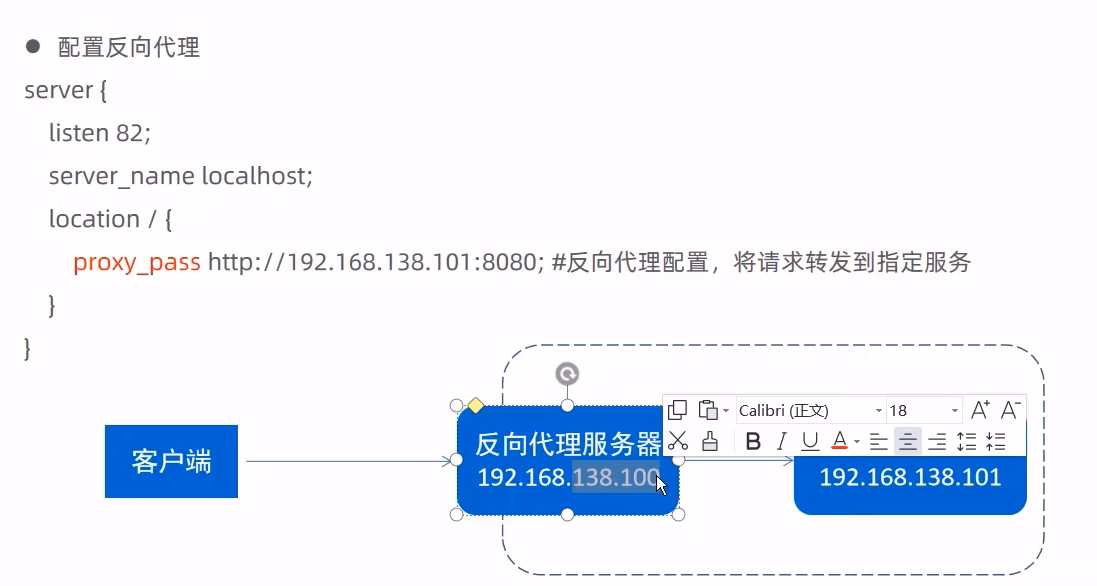 ● 配置反向代理
server {
listen 82;
server_name localhost;
location / {
proxy_pass http://192.168.138.101:8080; #反向代理配置，将请求转发到指定服务
}
}
客户端
反向代理服务器
192.168.138.100
Calibri (正文)
18
A+ A-
B I U A
192.168.138.101